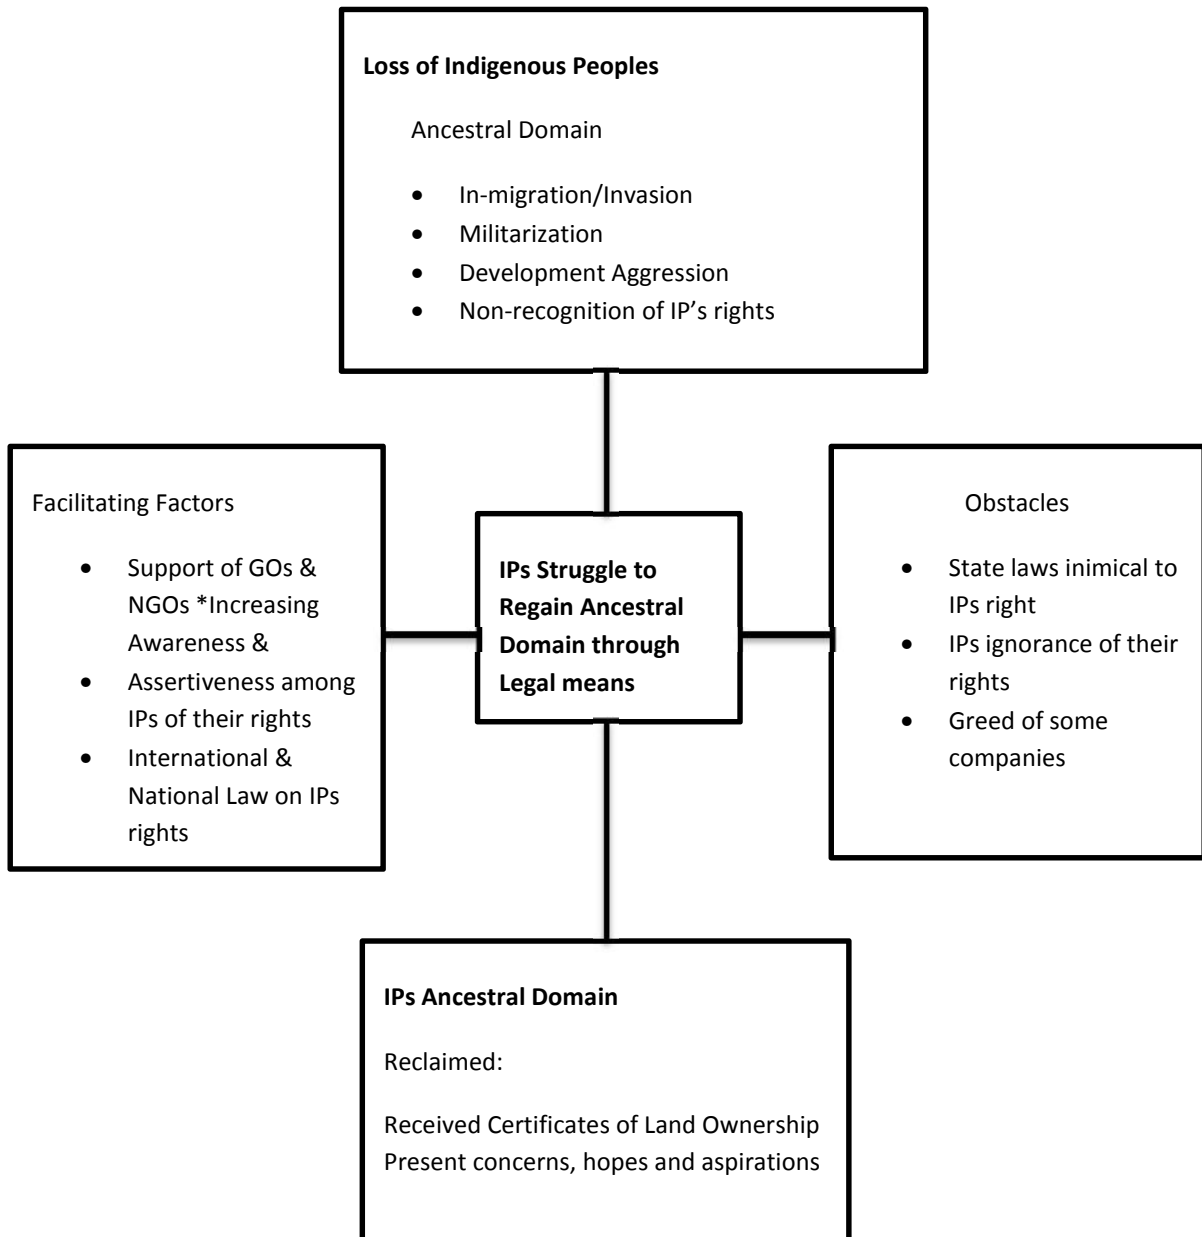 Loss of Indigenous Peoples
Ancestral Domain
• In-migration/Invasion
• Militarization
• Development Aggression
• Non-recognition of IP’s rights
Facilitating Factors
• Support of GOs &
NGOs *Increasing
Awareness &
• Assertiveness among
IPs of their rights
• International &
National Law on IPs
rights
IPs Struggle to
Regain Ancestral
Domain through
Legal means
Obstacles
• State laws inimical to
IPs right
• IPs ignorance of their
rights
• Greed of some
companies
IPs Ancestral Domain
Reclaimed:
Received Certificates of Land Ownership
Present concerns, hopes and aspirations